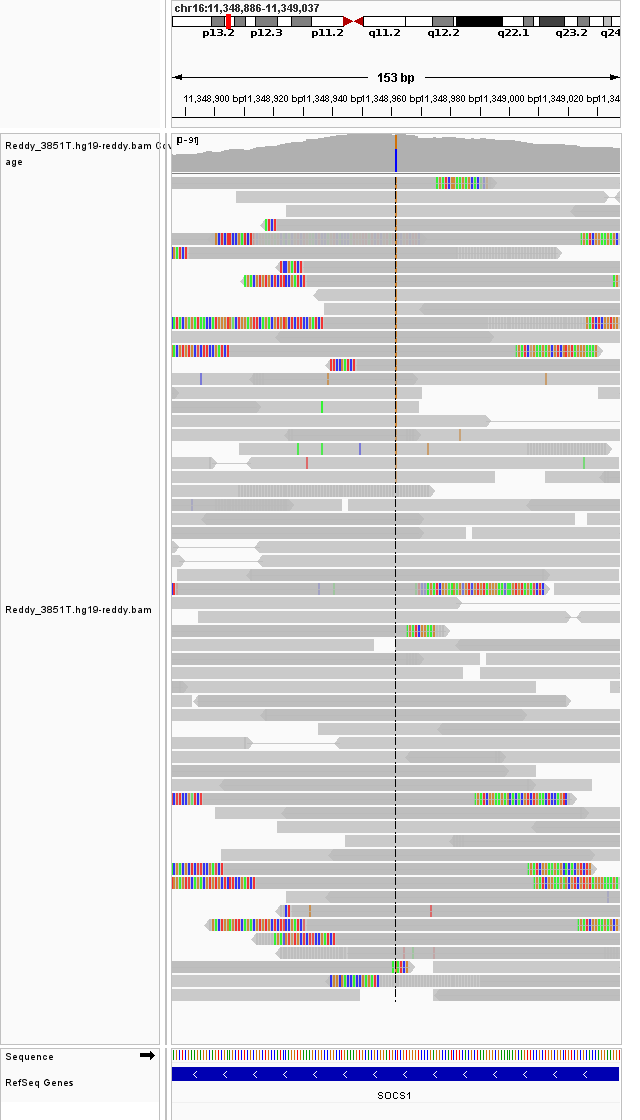 chr16:11,348,886-11,349,037
p13.2 p12.3 p11.2 q11.2 q12.2 q22.1 q23.2 q24
153 bp
11,348,900 bp 11,348,920 bp 11,348,940 bp 11,348,960 bp 11,348,980 bp 11,349,000 bp 11,349,020 bp 11,34
Reddy_3851T.hg19-reddy.bam Cov
age
[0-91]
Reddy_3851T.hg19-reddy.bam
Sequence
RefSeq Genes
SOCS1